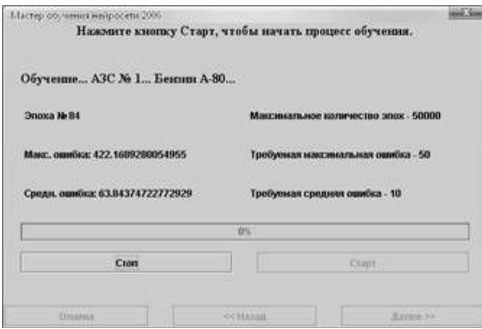 Мастер обучения нейросети 2006
Нажмите кнопку Старт, чтобы начать процесс обучения.
Обучение... АЗС № 1... Бензин А-80...
Эпоха № 84
Максимальное количество эпох - 50000
Макс. ошибка: 422.1689280054955
Требуемая максимальная ошибка - 50
Средн. ошибка: 63.84374722772929
Требуемая средняя ошибка - 10
0%
Стоп
Старт
Отмена
<< Назад
Далее >>